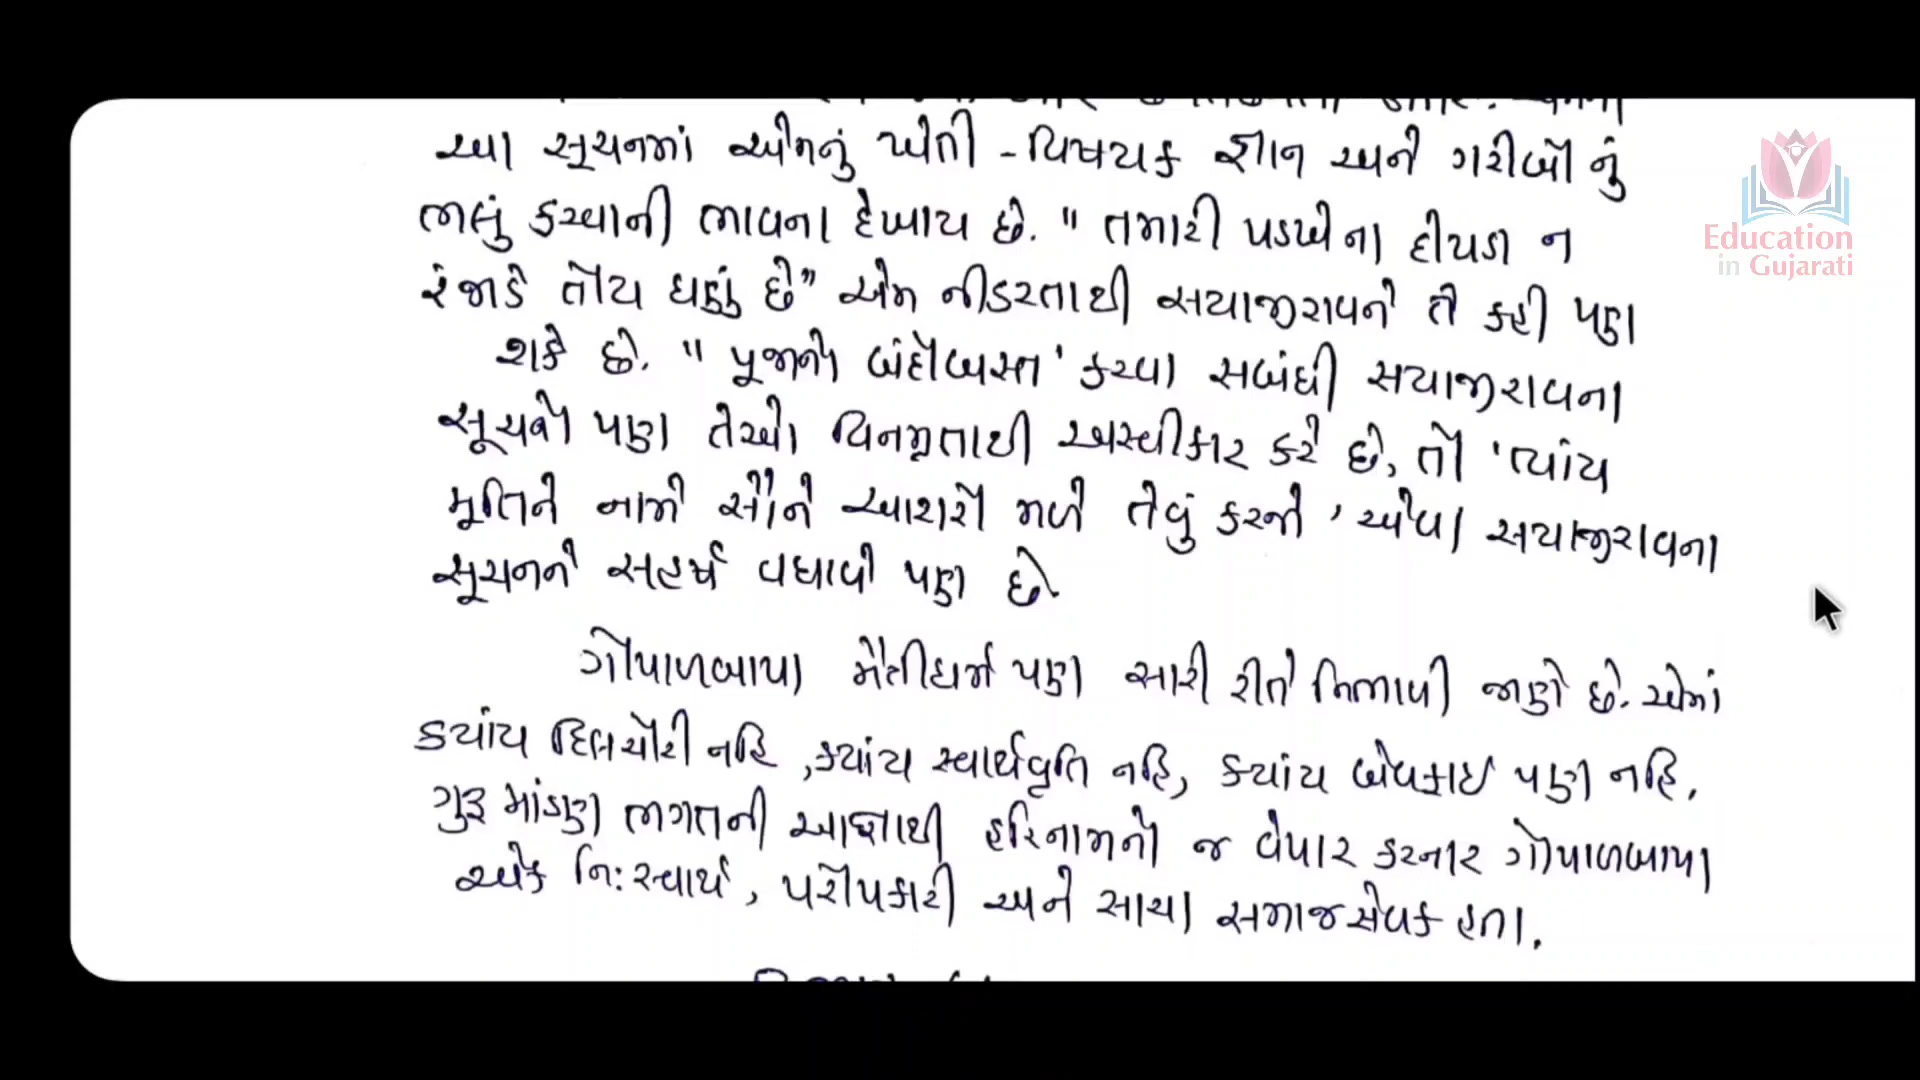 આ સૂચનમાં એમનું ખેતી - વિષયક જ્ઞાન અને ગરીબોનું
ભલું કરવાની ભાવના દેખાય છે. " તમારી પડખેના દીપડા ન
રંજાડે તોય ઘણું છે" એમ નીડરતાથી સયાજીરાવને તે કહી પણ
શકે છે. " પૂજાનો બંદોબસ્ત' કરવા સબંધી સયાજીરાવના
સૂચનો પણ તેઓ વિનમ્રતાથી અસ્વીકાર કરે છે, તો 'ત્યાંય
મૂર્તિને નામે સૌને આશરો મળે તેવું કરજો ' એવા સયાજીરાવના
સૂચનને સહર્ષ વધાવી પણ છે.
ગોપાળબાપા મૈત્રીધર્મ પણ સારી રીતે નિભાવી જાણે છે. એમાં
ક્યાંય દિલચોરી નહિ ,ક્યાંય સ્વાર્થવૃતિ નહિ, ક્યાંય બેવફાઈ પણ નહિ.
ગુરૂ માંડણ ભગતની આજ્ઞાથી હરિનામનો જ વેપાર કરનાર ગોપાળબાપા
એક નિ:સ્વાર્થ, પરોપકારી અને સાચા સમાજસેવક હતા.
Education
in Gujarati